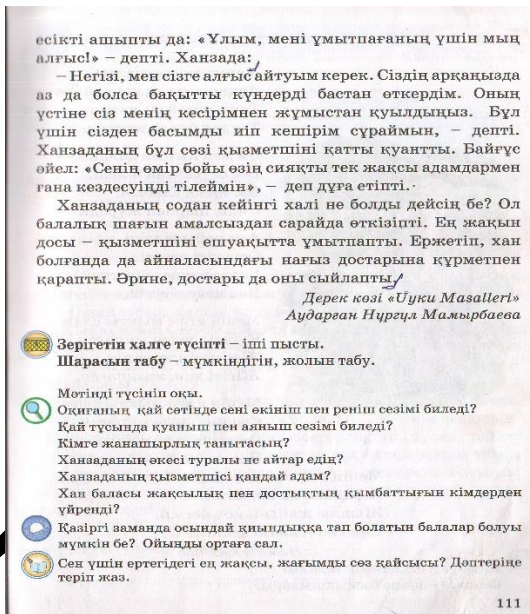 есікті ашыпты да: «Ұлым, мені ұмытпағаның үшін мың
алғыс!» – депті. Ханзада:
– Негізі, мен сізге алғыс айтуым керек. Сіздің арқаңызда
аз да болса бақытты күндерді бастан өткердім. Оның
үстіне сіз менің кесірімнен жұмыстан қуылдыңыз. Бұл
үшін сізден басымды иіп кешірім сұраймын, – депті.
Ханзаданың бұл сөзі қызметшіні қатты қуантты. Байғұс
әйел: «Сенің өмір бойы өзің сияқты тек жақсы адамдармен
ғана кездесуіңді тілеймін», – деп дұға етіпті.
Ханзаданың содан кейінгі халі не болды дейсің бе? Ол
балалық шағын амалсыздан сарайда өткізіпті. Ең жақын
досы – қызметшіні ешуақытта ұмытпапты. Ержетіп, хан
болғанда да айналасындағы нағыз достарына құрметпен
қарапты. Әрине, достары да оны сыйлапты.
Дерек көзі «Uyku Masalleri»
Аударған Нұргүл Мамырбаева
Зерігетін халге түсіпті – іші пысты.
Шарасын табу – мүмкіндігін, жолын табу.
Мәтінді түсініп оқы.
Оқиғаның қай сәтінде сені өкініш пен реніш сезімі биледі?
Қай тұсында қуаныш пен аяныш сезімі биледі?
Кімге жанашырлық танытасың?
Ханзаданың әкесі туралы не айтар едің?
Ханзаданың қызметшісі қандай адам?
Хан баласы жақсылық пен достықтың қымбаттығын кімдерден
үйренді?
Қазіргі заманда осындай қиындыққа тап болатын балалар болуы
мүмкін бе? Ойыңды ортаға сал.
Сен үшін ертегідегі ең жақсы, жағымды сөз қайсысы? Дәптеріңе
теріп жаз.
111